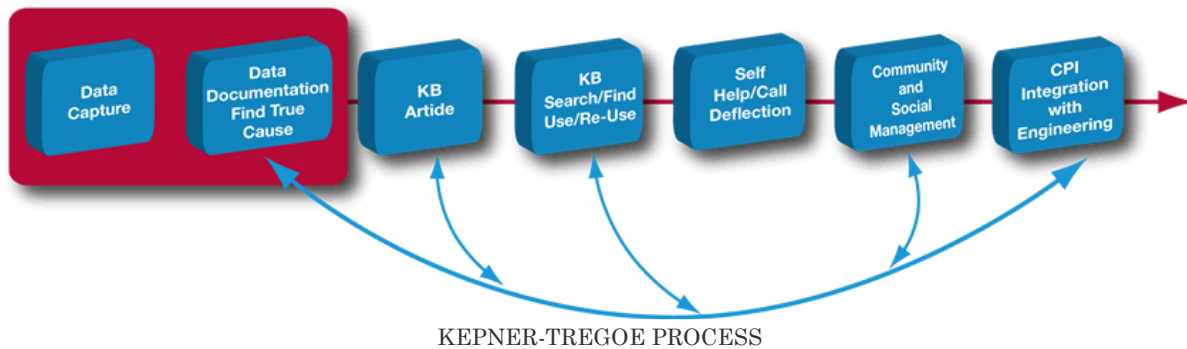 Data
Capture
Data
Documentation
Find True
Cause
KB
Artide
KB
Search/Find
Use/Re-Use
Self
Help/Call
Deflection
Community
and
Social
Management
CPI
Integration
with
Engineering
KEPNER-TREGOE PROCESS